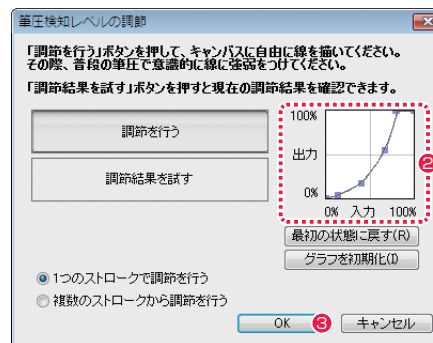 筆圧検知レベルの調節
「調節を行う」ボタンを押して、キャンバスに自由に線を描いてください。
その際、普段の筆圧で意識的に線に強弱をつけてください。
「調節結果を試す」ボタンを押すと現在の調節結果を確認できます。
調節を行う
調節結果を試す
100%
出力
0%
0% 入力 100%
❷
最初の状態に戻す(R)
グラフを初期化(I)
1つのストロークで調節を行う
複数のストロークから調節を行う
OK ❸ キャンセル